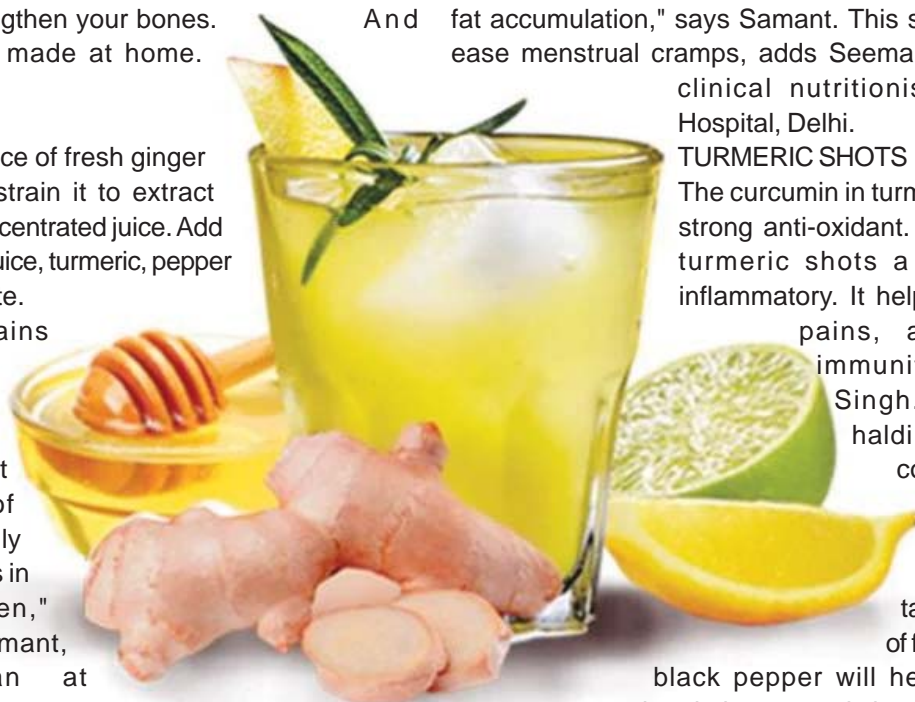 gthen your bones.
made at home.
ce of fresh ginger
strain it to extract
centrated juice. Add
uice, turmeric, pepper
te.
ains
t
of
ly
s in
en,"
mant,
an at
And
fat accumulation," says Samant. This s
ease menstrual cramps, adds Seema
clinical nutritionis
Hospital, Delhi.
TURMERIC SHOTS
The curcumin in turm
strong anti-oxidant.
turmeric shots a
inflammatory. It help
pains, a
immunit
Singh.
haldi
co
ta
of f
black pepper will he